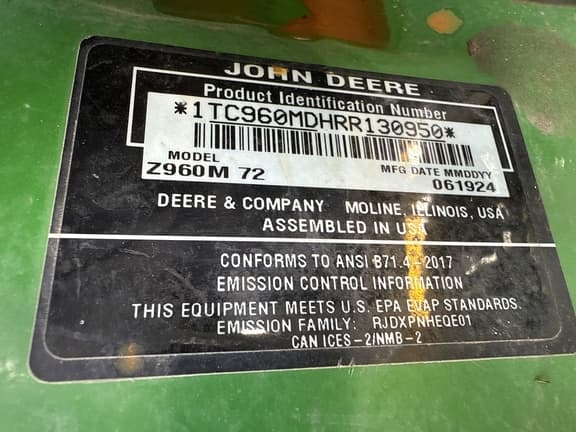 JOHN DEERE
Product Identification Number
*1TC960MDHRR130950*
MODEL MFG DATE MMDDYY
Z960M 72 061924
DEERE & COMPANY MOLINE, ILLINOIS, USA
ASSEMBLED IN USA
CONFORMS TO ANSI B71.4-2017
EMISSION CONTROL INFORMATION
THIS EQUIPMENT MEETS U.S. EPA EVAP STANDARDS.
EMISSION FAMILY: RJDXPNHEQE01
CAN ICES-2/NMB-2